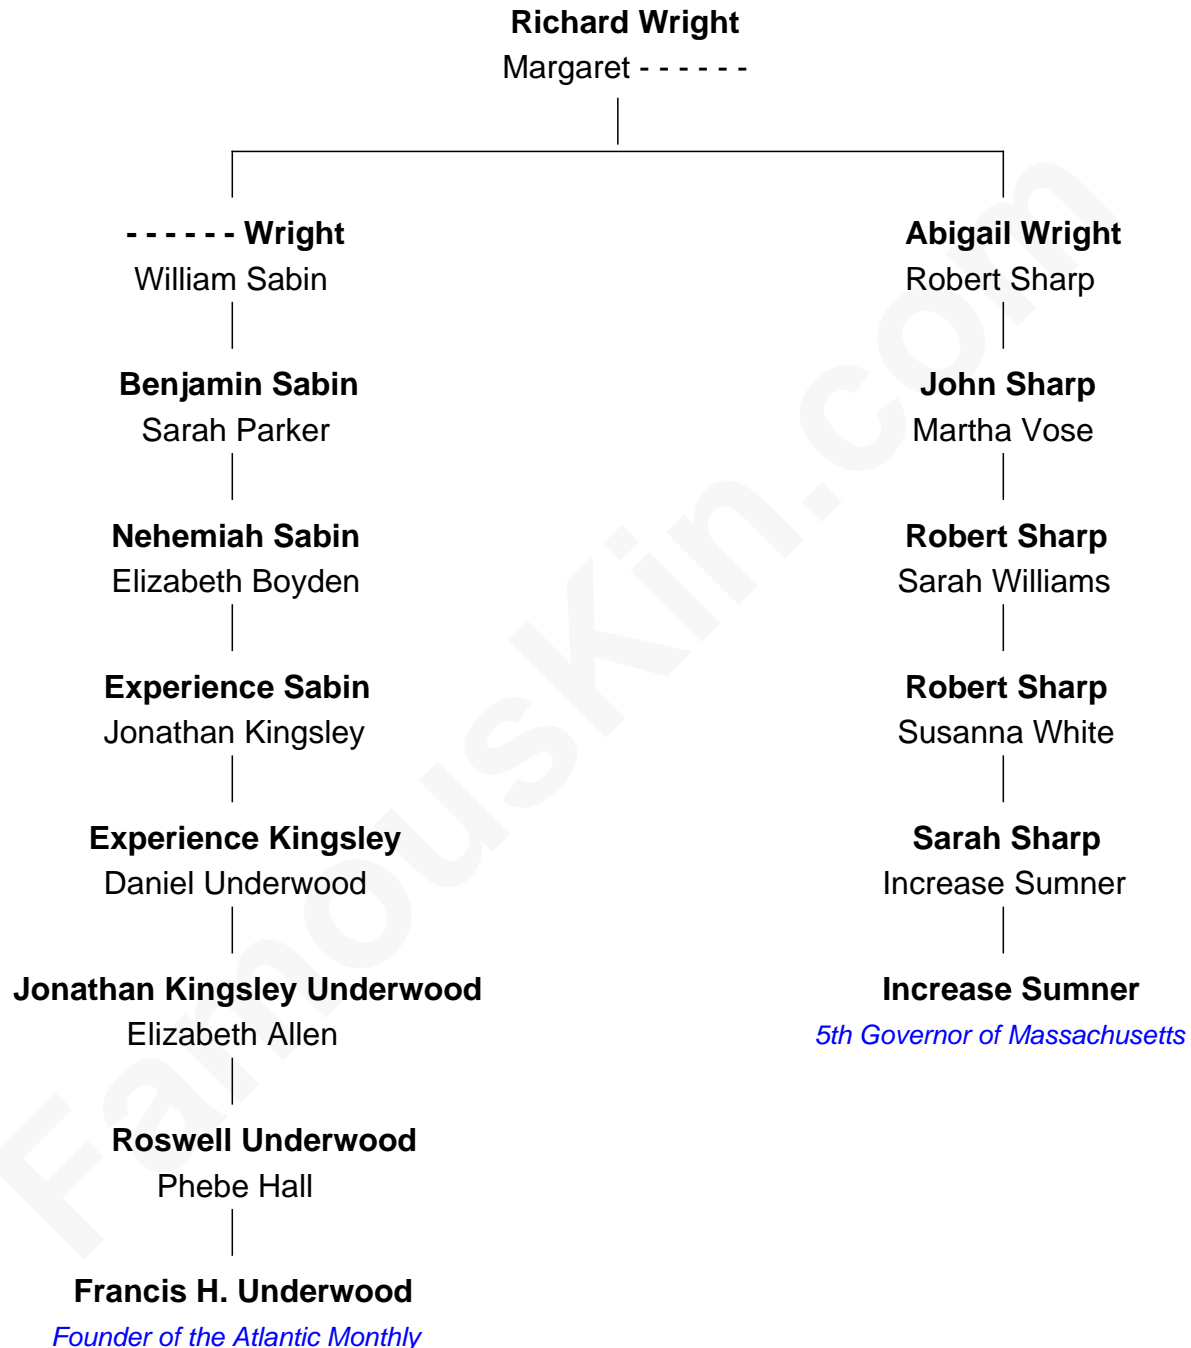 Richard Wright
Margaret - - - - - -
- - - - - - Wright
William Sabin
Abigail Wright
Robert Sharp
Benjamin Sabin
Sarah Parker
John Sharp
Martha Vose
Nehemiah Sabin
Elizabeth Boyden
Robert Sharp
Sarah Williams
Experience Sabin
Jonathan Kingsley
Robert Sharp
Susanna White
Experience Kingsley
Daniel Underwood
Sarah Sharp
Increase Sumner
Jonathan Kingsley Underwood
Elizabeth Allen
Increase Sumner
5th Governor of Massachusetts
Roswell Underwood
Phebe Hall
Francis H. Underwood
Founder of the Atlantic Monthly
FamousKin.com